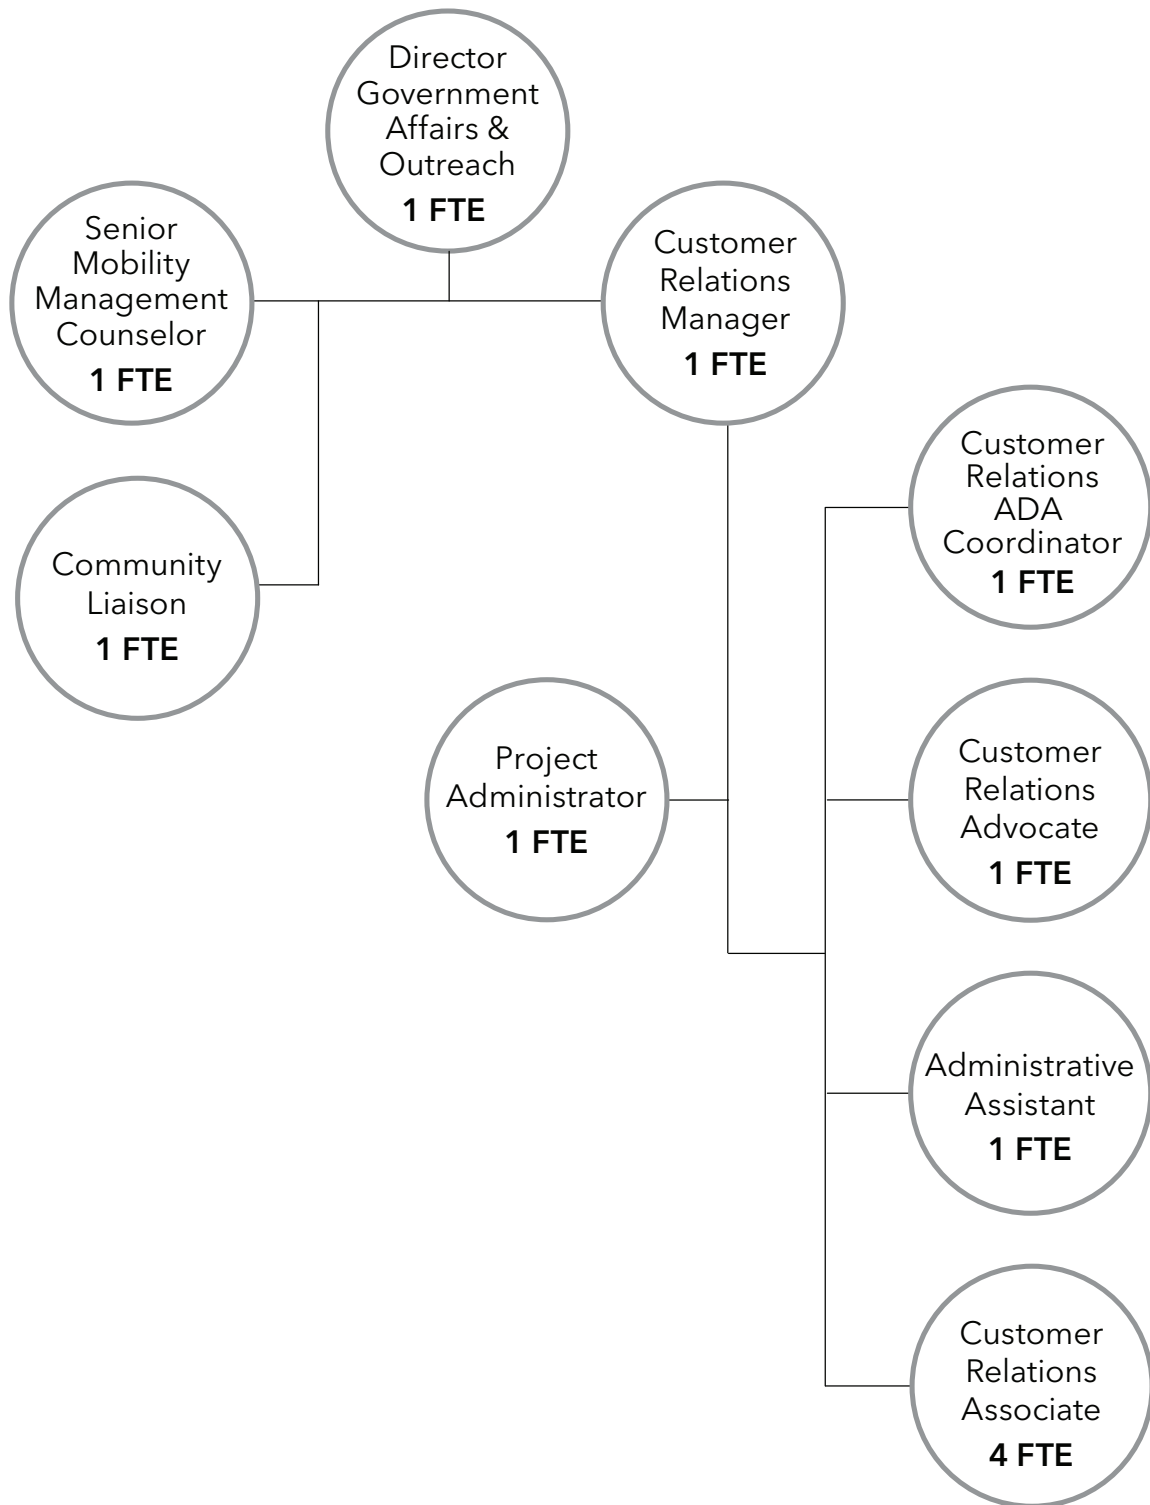 Director
Government
Affairs &
Outreach
1 FTE
Senior
Mobility
Management
Counselor
1 FTE
Customer
Relations
Manager
1 FTE
Customer
Relations
ADA
Coordinator
1 FTE
Community
Liaison
1 FTE
Project
Administrator
1 FTE
Customer
Relations
Advocate
1 FTE
Administrative
Assistant
1 FTE
Customer
Relations
Associate
4 FTE